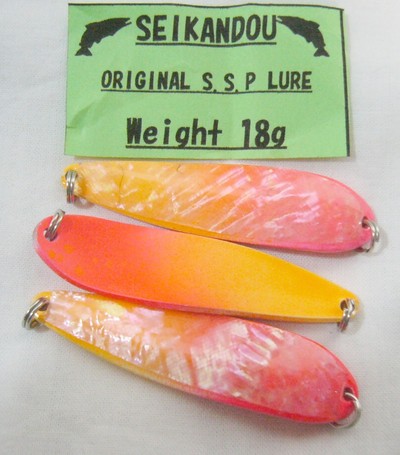 SEIKANDOU
ORIGINAL S.S.P LURE
Weight 18g